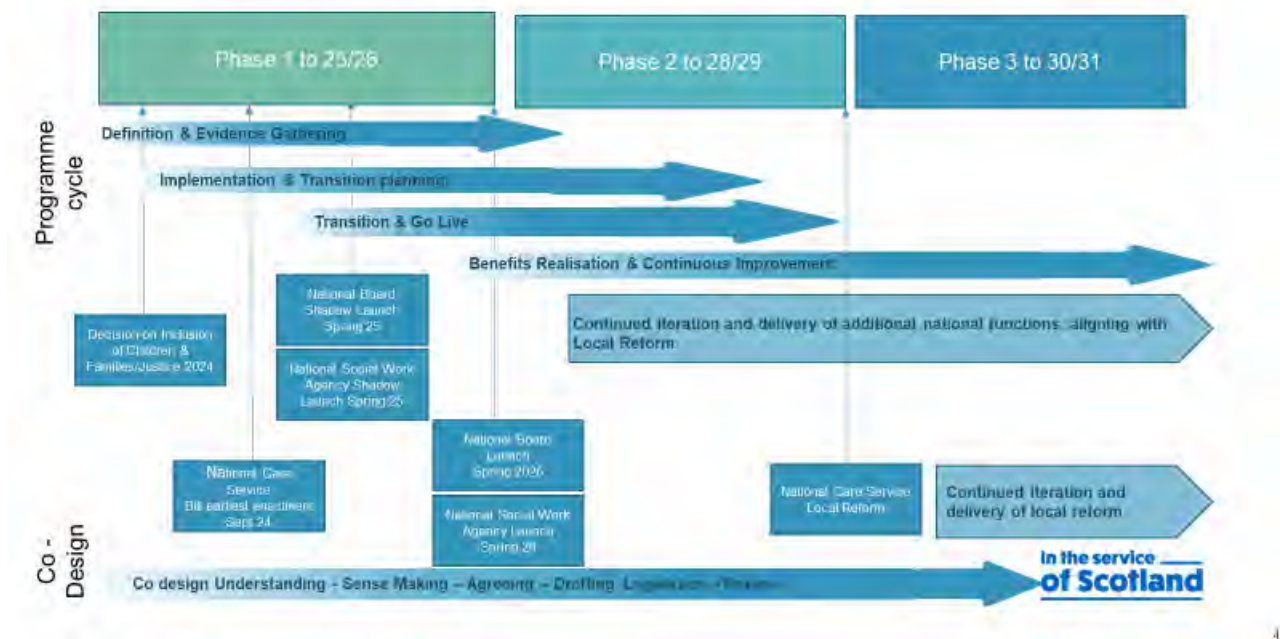 Phase 1 to 25/26
Phase 2 to 28/29
Phase 3 to 30/31
Programme
cycle
Definition & Evidence Gathering
Implementation & Transition planning
Transition & Go Live
Benefits Realisation & Continuous Improvement
National Board
Shadow Launch
Spring 25
Continued iteration and delivery of additional national functions, aligning with
Local Reform
Decision on Inclusion
of Children &
Families/Justice 2024
National Social Work
Agency Shadow
Launch Spring 25
National Board
Launch
Spring 2026
National Care
Service
Bill earliest enactment
Sept 24
National Care Service
Local Reform
Continued iteration and
delivery of local reform
National Social Work
Agency Launch
Spring 26
Co -
Design
Co design Understanding - Sense Making – Agreeing – Drafting
In the service
of Scotland